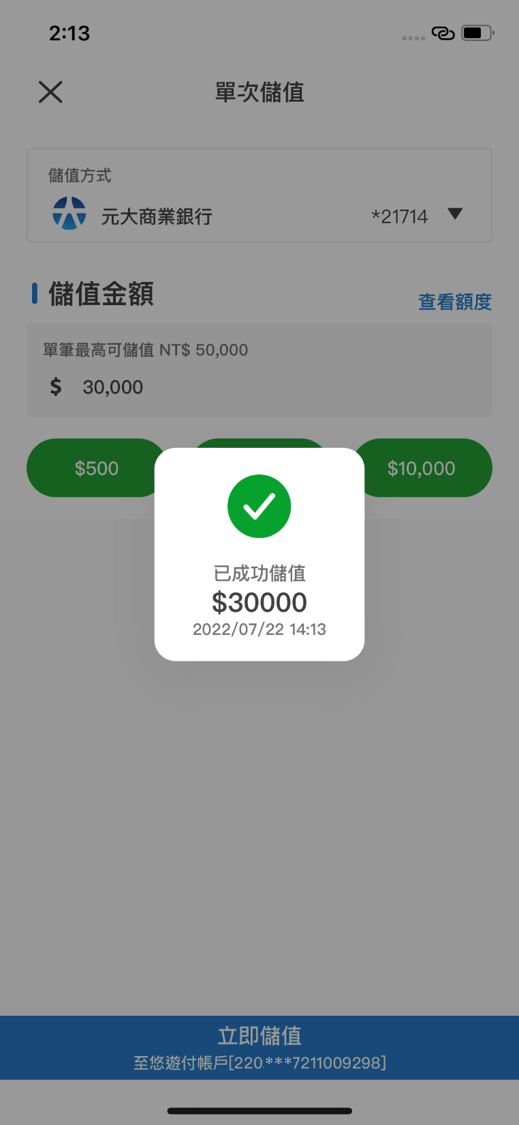 2:13
單次儲值
儲值方式
元大商業銀行 *21714
儲值金額 查看額度
單筆最高可儲值 NT$ 50,000
$ 30,000
$500 $10,000
已成功儲值
$30000
2022/07/22 14:13
立即儲值
至悠遊付帳戶[220***7211009298]